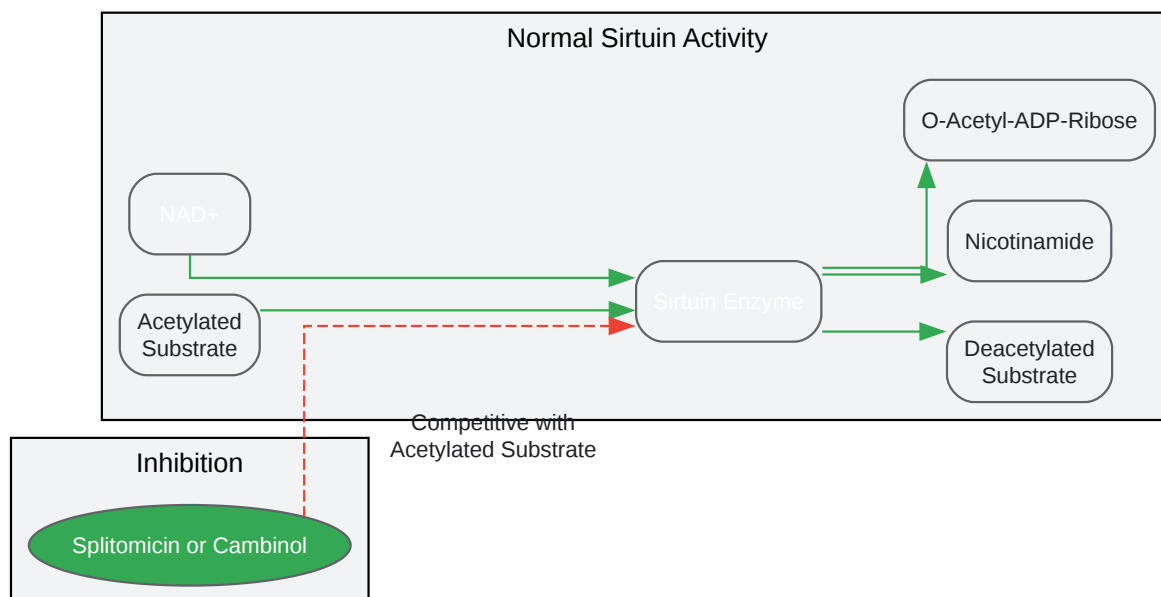 Normal Sirtuin Activity
O-Acetyl-ADP-Ribose
NAD+
Nicotinamide
Sirtuin Enzyme
Acetylated
Substrate
Deacetylated
Substrate
Competitive with
Acetylated Substrate
Inhibition
Splitomicin or Cambinol